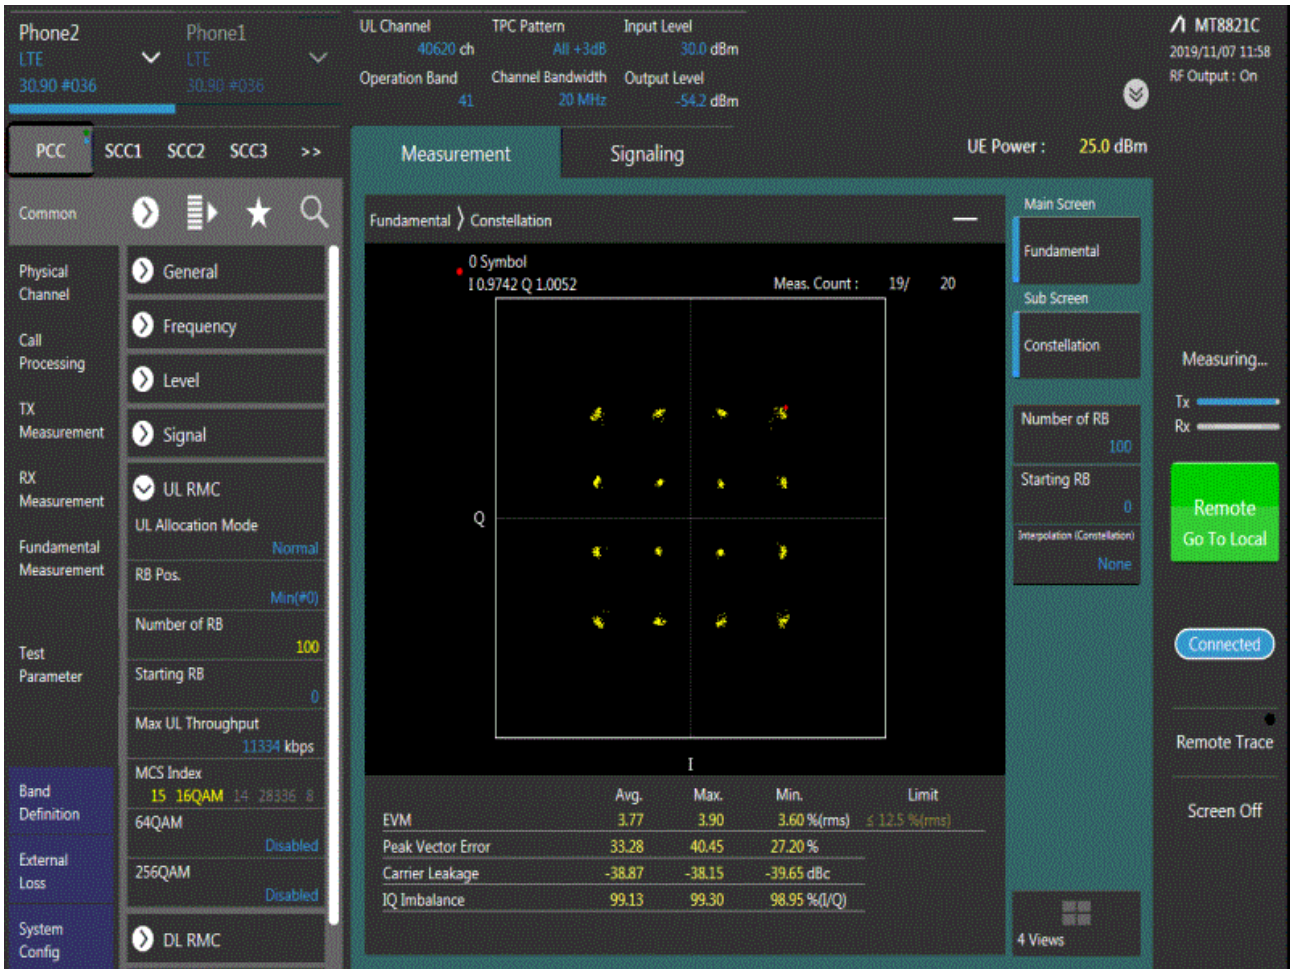 Phone2
LTE
30.90 #036
Phone1
LTE
30.90 #036
UL Channel
40620 ch
TPC Pattern
All +3dB
Input Level
30.0 dBm
Operation Band
41
Channel Bandwidth
20 MHz
Output Level
-54.2 dBm
MT8821C
2019/11/07 11:58
RF Output : On
PCC SCC1 SCC2 SCC3 >>
Measurement Signaling
UE Power : 25.0 dBm
Common
Physical
Channel
Call
Processing
TX
Measurement
RX
Measurement
Fundamental
Measurement
Test
Parameter
Band
Definition
External
Loss
System
Config
General
Frequency
Level
Signal
UL RMC
UL Allocation Mode
Normal
RB Pos.
Min(#0)
Number of RB
100
Starting RB
0
Max UL Throughput
11334 kbps
MCS Index
15 16QAM 14 28336 8
64QAM
Disabled
256QAM
Disabled
DL RMC
Fundamental 〉 Constellation
0 Symbol
I 0.9742 Q 1.0052
Meas. Count : 19/ 20
Q
I
Avg. Max. Min. Limit
EVM 3.77 3.90 3.60 %(rms) ≤ 12.5 %(rms)
Peak Vector Error 33.28 40.45 27.20 %
Carrier Leakage -38.87 -38.15 -39.65 dBc
IQ Imbalance 99.13 99.30 98.95 %(I/Q)
Main Screen
Fundamental
Sub Screen
Constellation
Number of RB
100
Starting RB
0
Interpolation (Constellation)
None
4 Views
Measuring...
Tx
Rx
Remote
Go To Local
Connected
Remote Trace
Screen Off